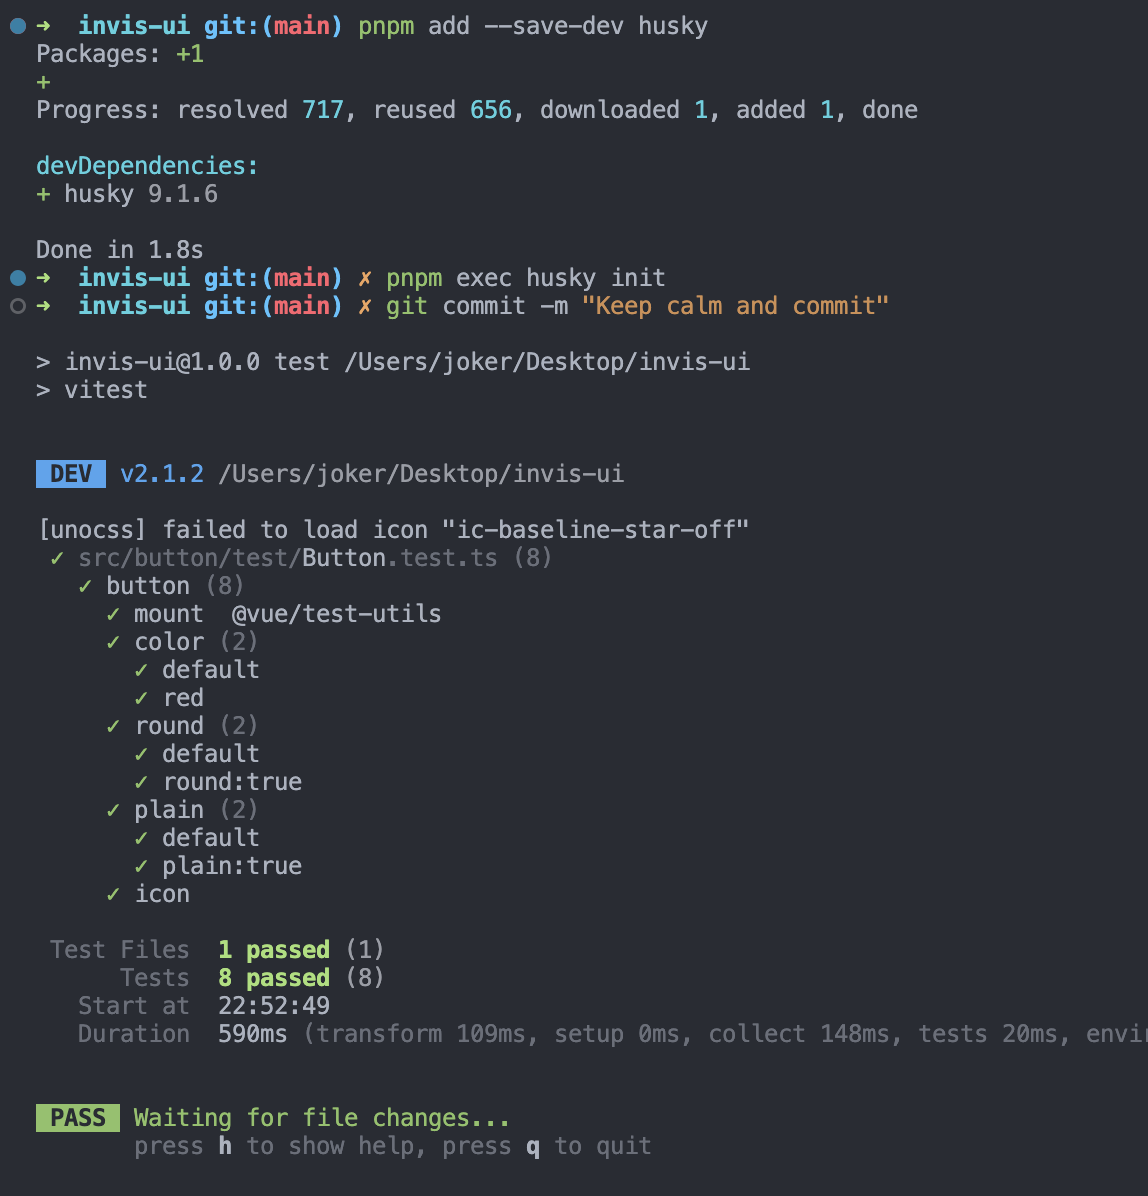 ➜ invis-ui git:(main) pnpm add --save-dev husky
Packages: +1
+
Progress: resolved 717, reused 656, downloaded 1, added 1, done
devDependencies:
+ husky 9.1.6
Done in 1.8s
➜ invis-ui git:(main) ✗ pnpm exec husky init
➜ invis-ui git:(main) ✗ git commit -m "Keep calm and commit"
> invis-ui@1.0.0 test /Users/joker/Desktop/invis-ui
> vitest
DEV v2.1.2 /Users/joker/Desktop/invis-ui
[unocss] failed to load icon "ic-baseline-star-off"
✓ src/button/test/Button.test.ts (8)
✓ button (8)
✓ mount @vue/test-utils
✓ color (2)
✓ default
✓ red
✓ round (2)
✓ default
✓ round:true
✓ plain (2)
✓ default
✓ plain:true
✓ icon
Test Files 1 passed (1)
Tests 8 passed (8)
Start at 22:52:49
Duration 590ms (transform 109ms, setup 0ms, collect 148ms, tests 20ms,
PASS Waiting for file changes...
press h to show help, press q to quit